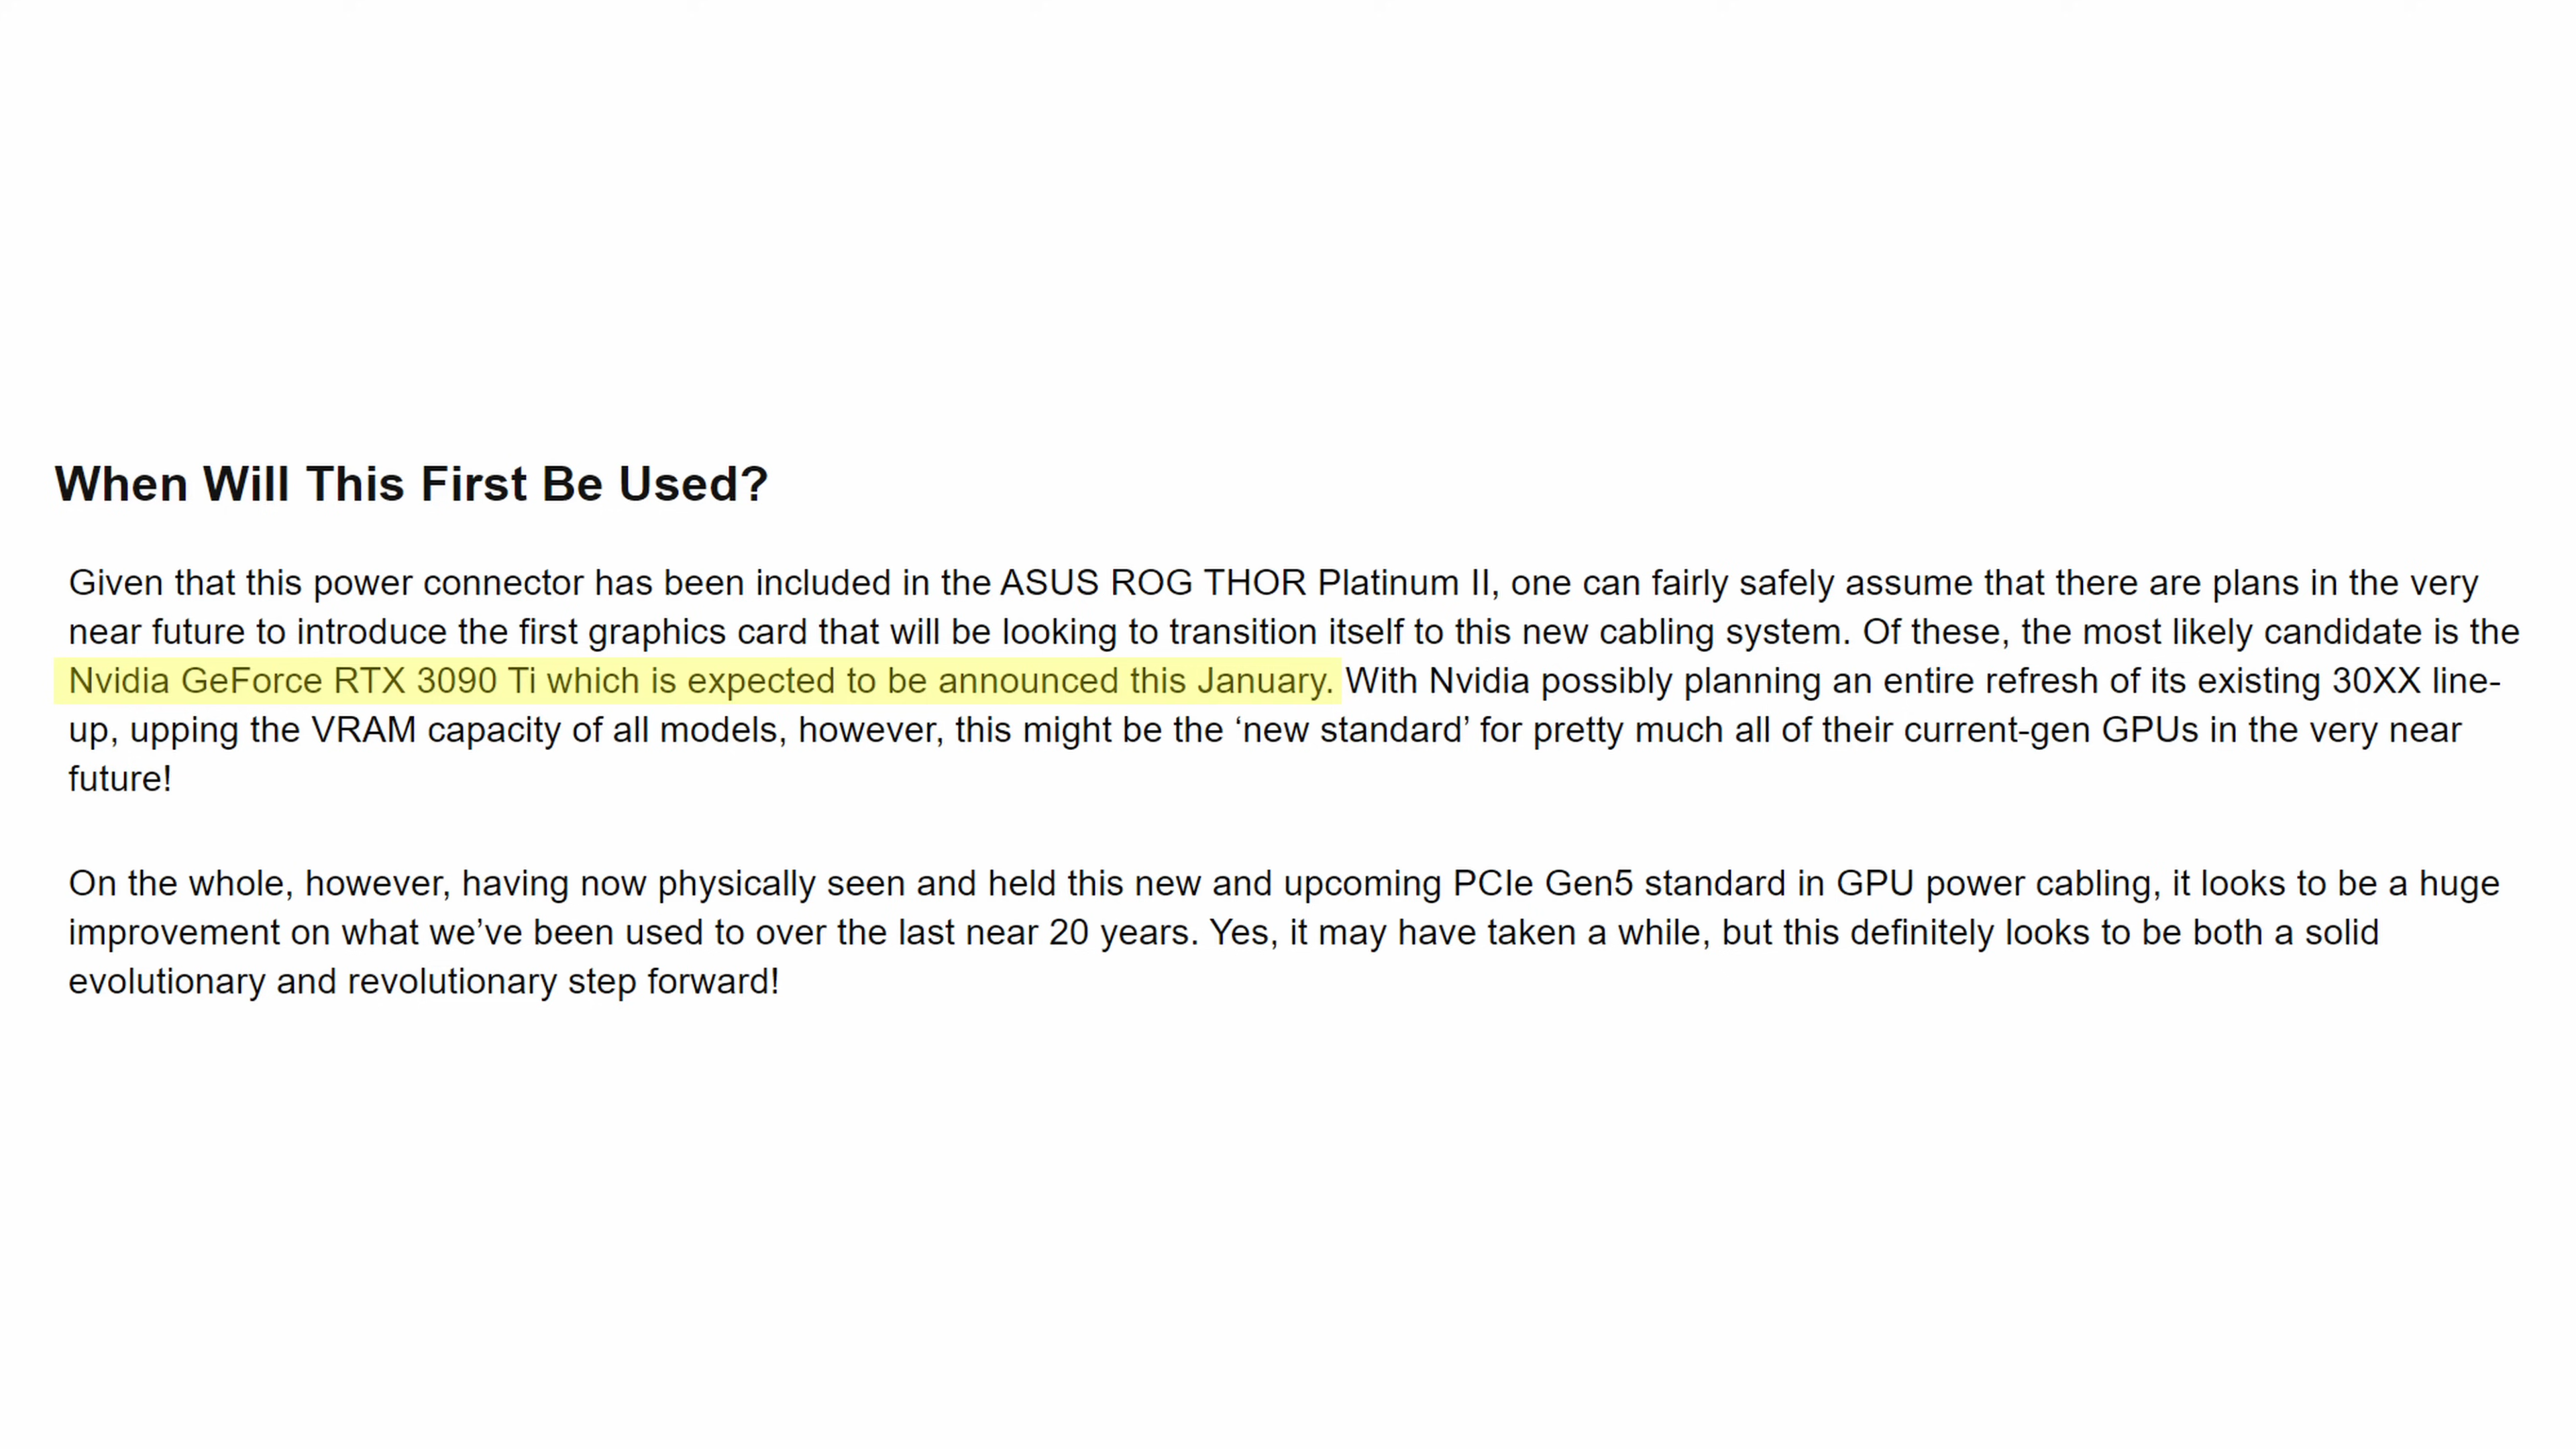 When Will This First Be Used?
Given that this power connector has been included in the ASUS ROG THOR Platinum II, one can fairly safely assume that there are plans in the very
near future to introduce the first graphics card that will be looking to transition itself to this new cabling system. Of these, the most likely candidate is the
Nvidia GeForce RTX 3090 Ti which is expected to be announced this January. With Nvidia possibly planning an entire refresh of its existing 30XX line-
up, upping the VRAM capacity of all models, however, this might be the ‘new standard’ for pretty much all of their current-gen GPUs in the very near
future!
On the whole, however, having now physically seen and held this new and upcoming PCIe Gen5 standard in GPU power cabling, it looks to be a huge
improvement on what we’ve been used to over the last near 20 years. Yes, it may have taken a while, but this definitely looks to be both a solid
evolutionary and revolutionary step forward!